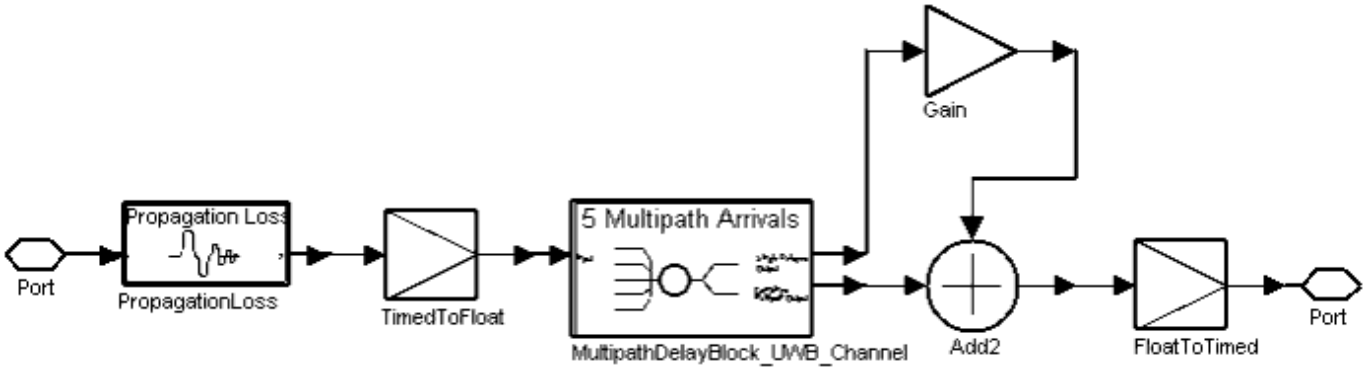 Gain
Propagation Loss
5 Multipath Arrivals
Port
PropagationLoss
TimedToFloat
MultipathDelayBlock_UWB_Channel
Add2
FloatToTimed
Port